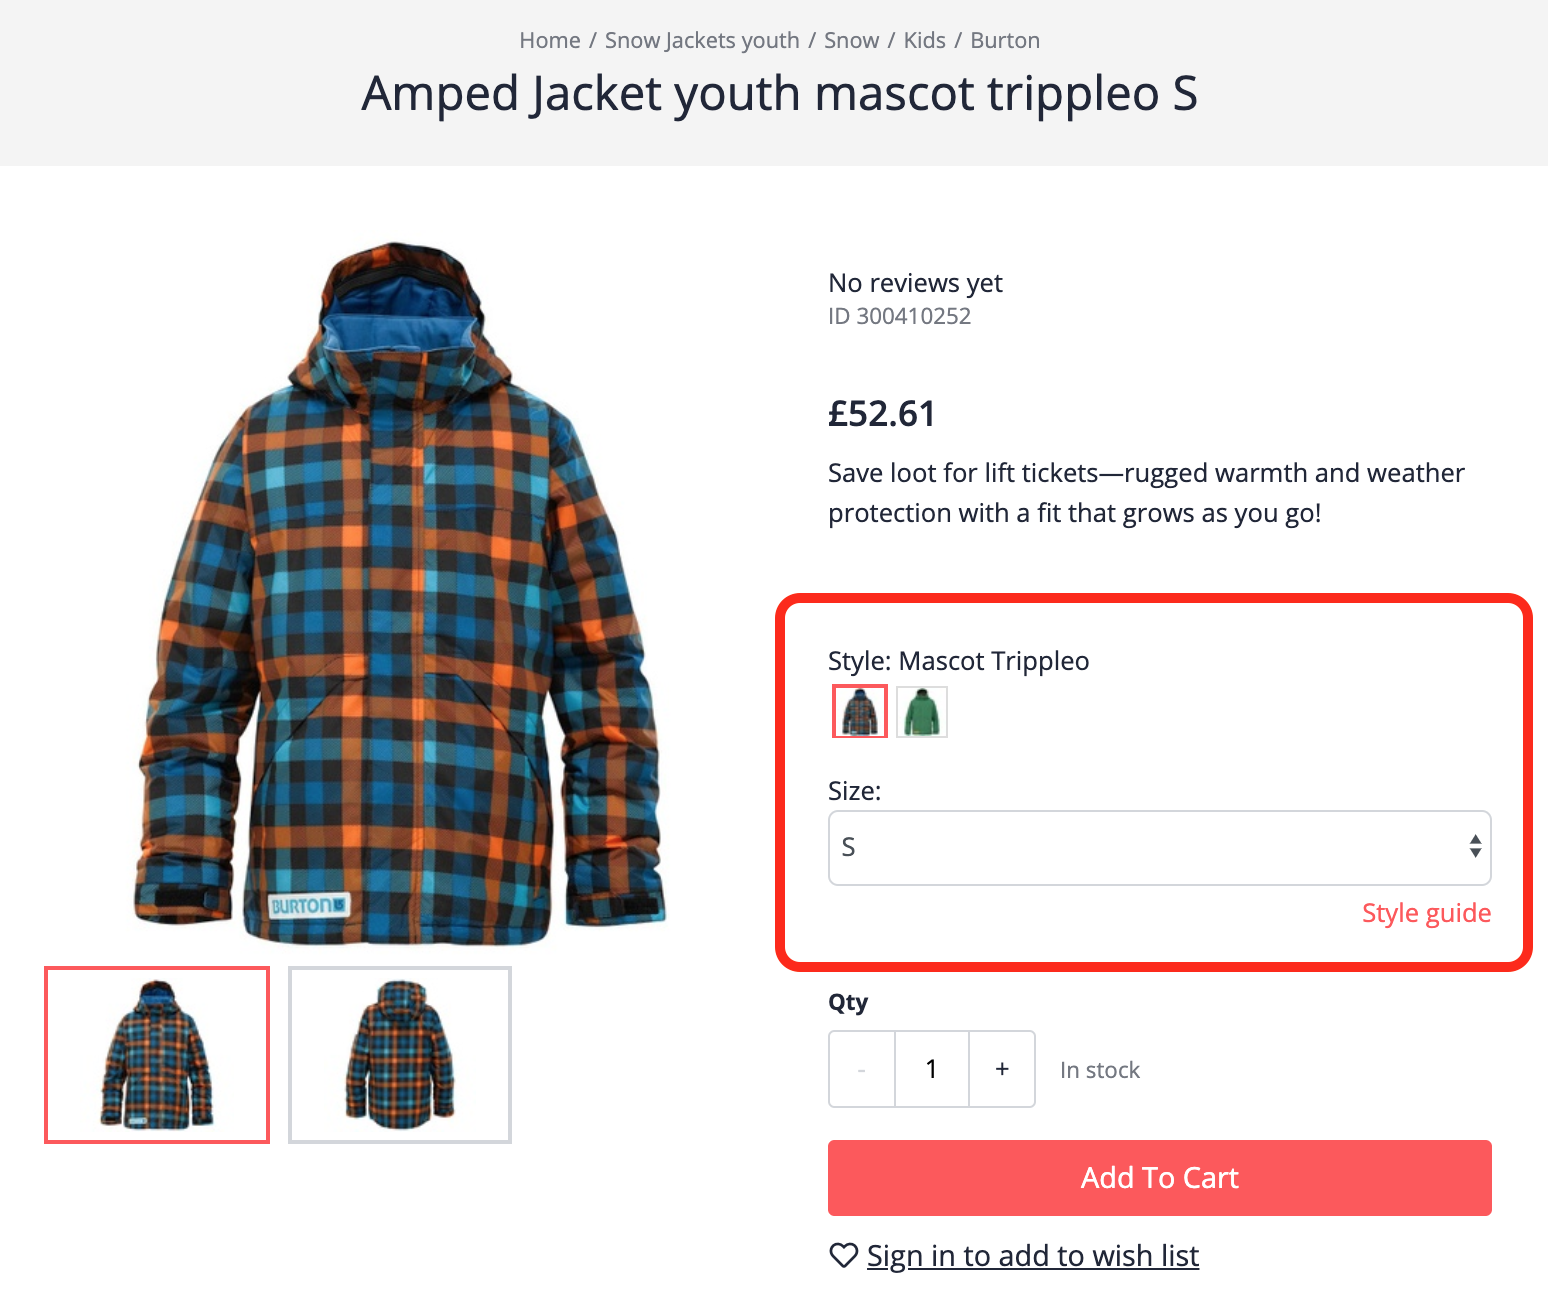 Home / Snow Jackets youth / Snow / Kids / Burton
Amped Jacket youth mascot trippleo S
BURTON
No reviews yet
ID 300410252
£52.61
Save loot for lift tickets—rugged warmth and weather
protection with a fit that grows as you go!
Style: Mascot Trippleo
Size:
S
Style guide
Qty
- 1 + In stock
Add To Cart
Sign in to add to wish list